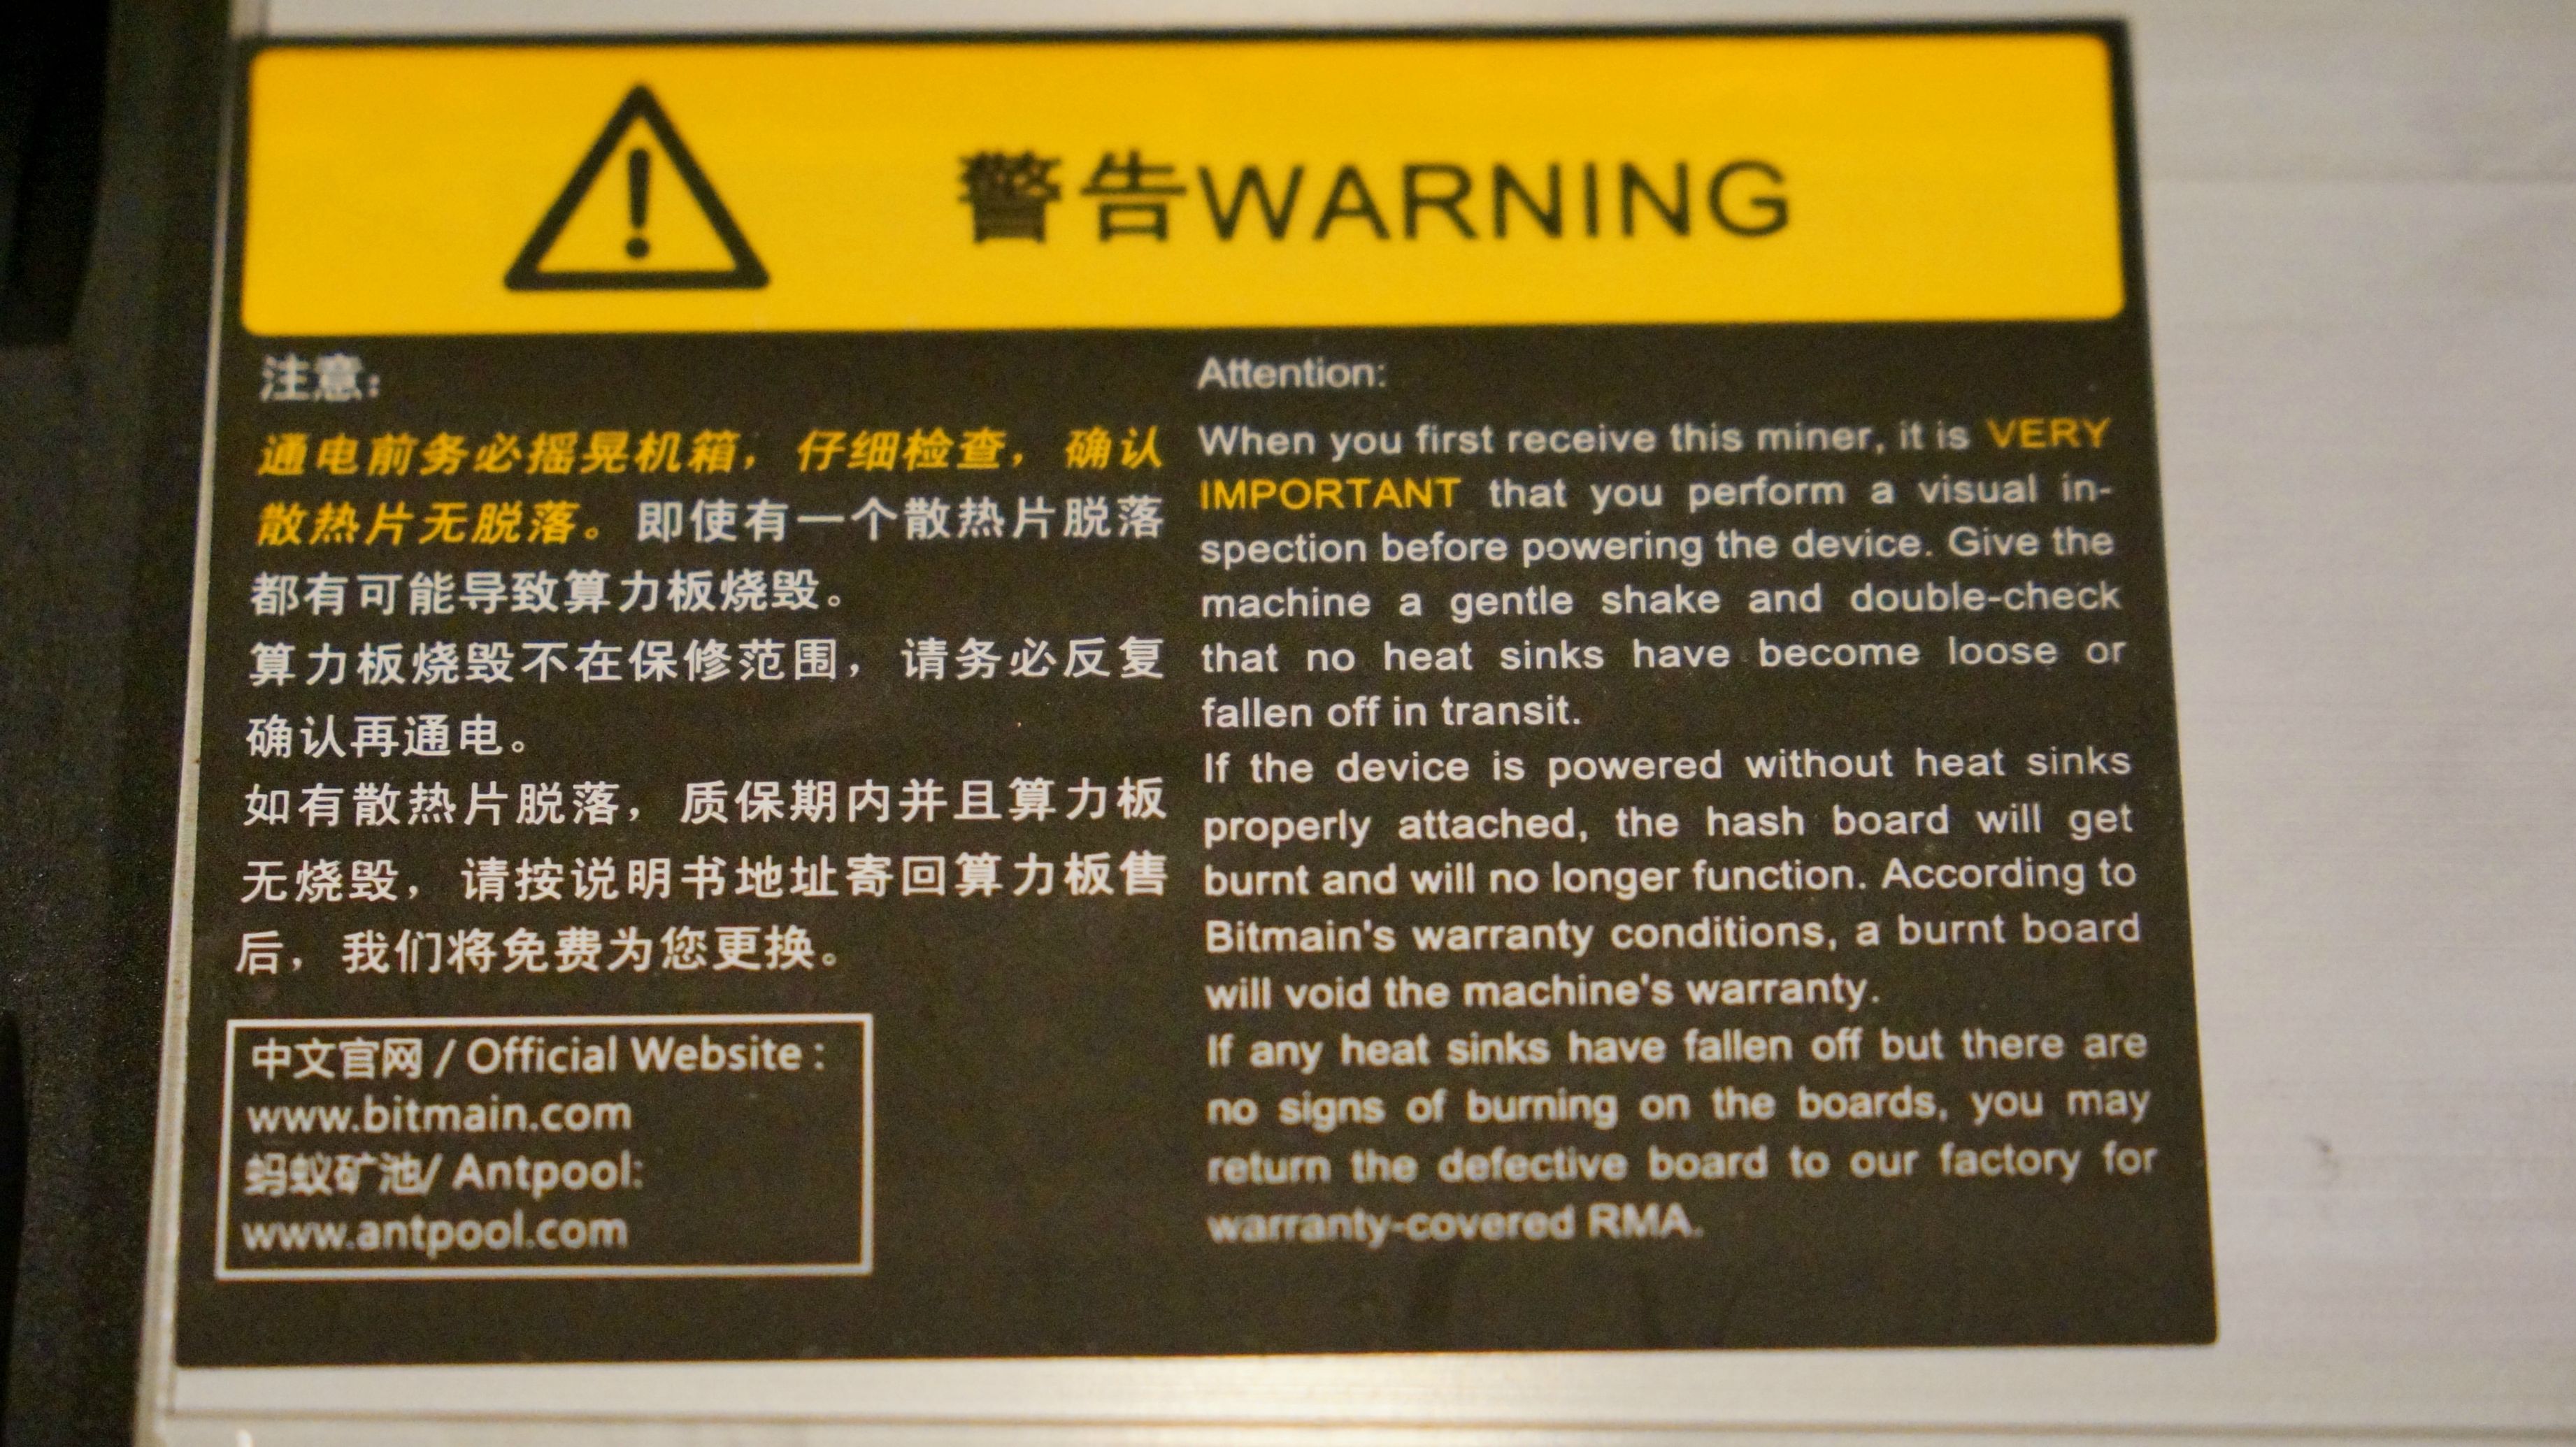 警告WARNING
注意：
通电前务必摇晃机箱，仔细检查，确认
散热片无脱落。即使有一个散热片脱落
都有可能导致算力板烧毁。
算力板烧毁不在保修范围，请务必反复
确认再通电。
如有散热片脱落，质保期内并且算力板
无烧毁，请按说明书地址寄回算力板售
后，我们将免费为您更换。
中文官网 / Official Website :
www.bitmain.com
蚂蚁矿池/ Antpool:
www.antpool.com
Attention:
When you first receive this miner, it is VERY
IMPORTANT that you perform a visual in-
spection before powering the device. Give the
machine a gentle shake and double-check
that no heat sinks have become loose or
fallen off in transit.
If the device is powered without heat sinks
properly attached, the hash board will get
burnt and will no longer function. According to
Bitmain's warranty conditions, a burnt board
will void the machine's warranty.
If any heat sinks have fallen off but there are
no signs of burning on the boards, you may
return the defective board to our factory for
warranty-covered RMA.